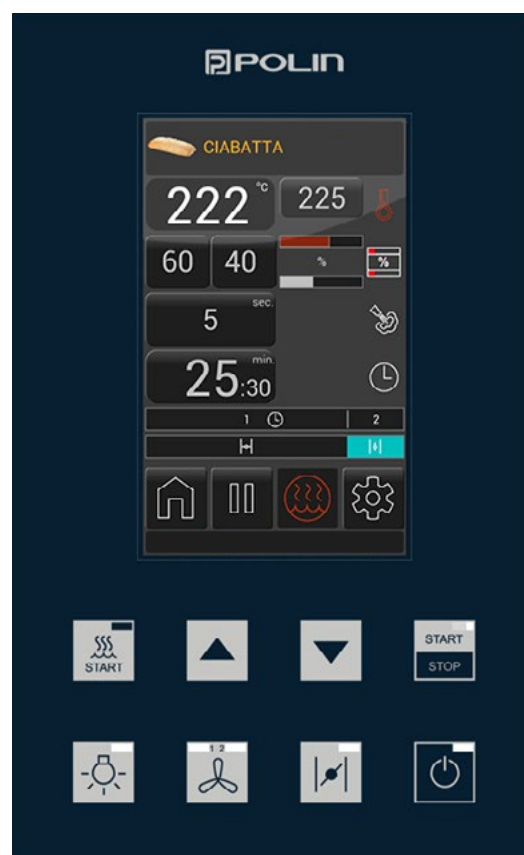 POLIN
CIABATTA
222 °C 225
60 40 % %
5 sec.
25:30 min.
1 2
START
START
STOP
1 2